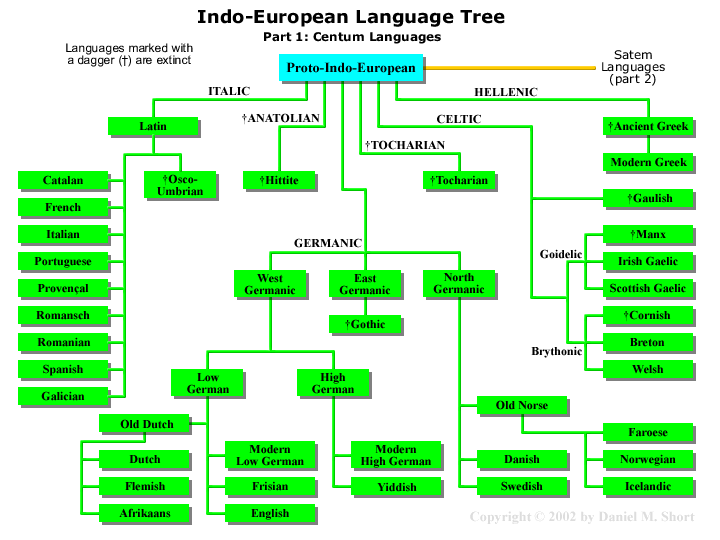 Indo-European Language Tree
Part 1: Centum Languages
Languages marked with
a dagger (†) are extinct
Proto-Indo-European
Satem
Languages
(part 2)
ITALIC
HELLENIC
†ANATOLIAN
CELTIC
Latin
†Ancient Greek
†TOCHARIAN
Modern Greek
Catalan
†Osco-
Umbrian
†Hittite
†Tocharian
†Gaulish
French
Italian
†Manx
GERMANIC
Goidelic
Portuguese
Irish Gaelic
West
Germanic
East
Germanic
North
Germanic
Provençal
Scottish Gaelic
Romansch
†Gothic
†Cornish
Romanian
Breton
Brythonic
Spanish
Welsh
Low
German
High
German
Galician
Old Norse
Old Dutch
Faroese
Dutch
Modern
Low German
Modern
High German
Danish
Norwegian
Flemish
Frisian
Yiddish
Swedish
Icelandic
Afrikaans
English
Copyright © 2002 by Daniel M. Short